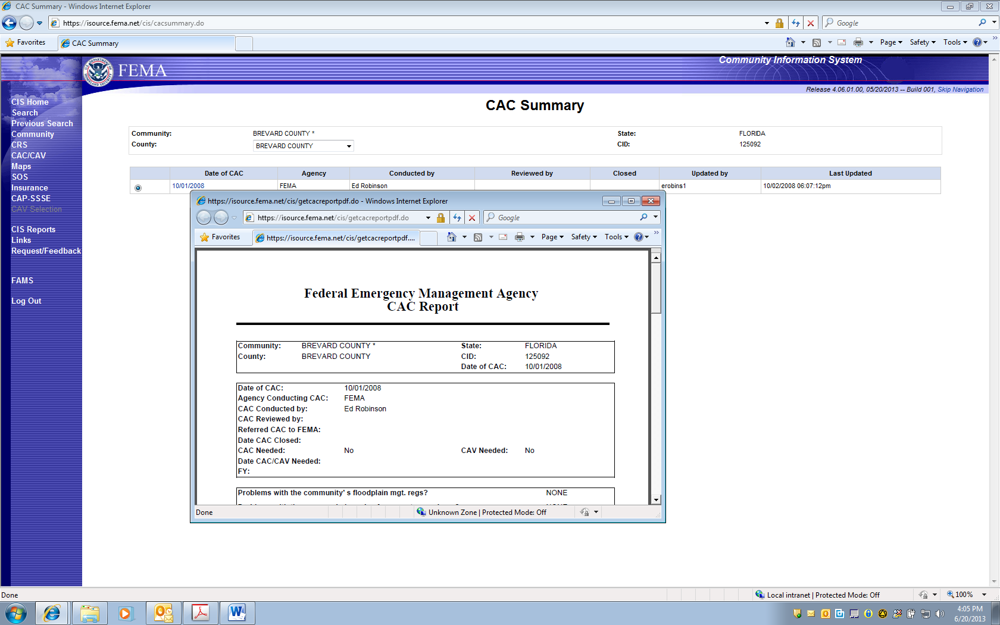 CAC Summary - Windows Internet Explorer
https://isource.fema.net/cis/cacsummary.do
Google
Favorites
CAC Summary
Page Safety Tools
FEMA
Community Information System
Release 4.06.01.00, 05/20/2013 -- Build 001, Skip Navigation
CIS Home
Search
Previous Search
Community
CRS
CAC/CAV
Maps
SOS
Insurance
CAP-SSSE
CAV Selection
CIS Reports
Links
Request/Feedback
FAMS
Log Out
CAC Summary
Community: BREVARD COUNTY * State: FLORIDA
County: BREVARD COUNTY CID: 125092
Date of CAC Agency Conducted by Reviewed by Closed Updated by Last Updated
10/01/2008 FEMA Ed Robinson erobins1 10/02/2008 06:07:12pm
https://isource.fema.net/cis/getcacreportpdf.do - Windows Internet Explorer
https://isource.fema.net/cis/getcacreportpdf.do
Google
Favorites
https://isource.fema.net/cis/getcacreportpdf....
Page Safety Tools
Federal Emergency Management Agency
CAC Report
Community: BREVARD COUNTY * State: FLORIDA
County: BREVARD COUNTY CID: 125092
Date of CAC: 10/01/2008
Date of CAC: 10/01/2008
Agency Conducting CAC: FEMA
CAC Conducted by: Ed Robinson
CAC Reviewed by:
Referred CAC to FEMA:
Date CAC Closed:
CAC Needed: No CAV Needed: No
Date CAC/CAV Needed:
FY:
Problems with the community' s floodplain mgt. regs? NONE
Done
Unknown Zone | Protected Mode: Off
Done
Local intranet | Protected Mode: Off
100%
4:05 PM
6/20/2013